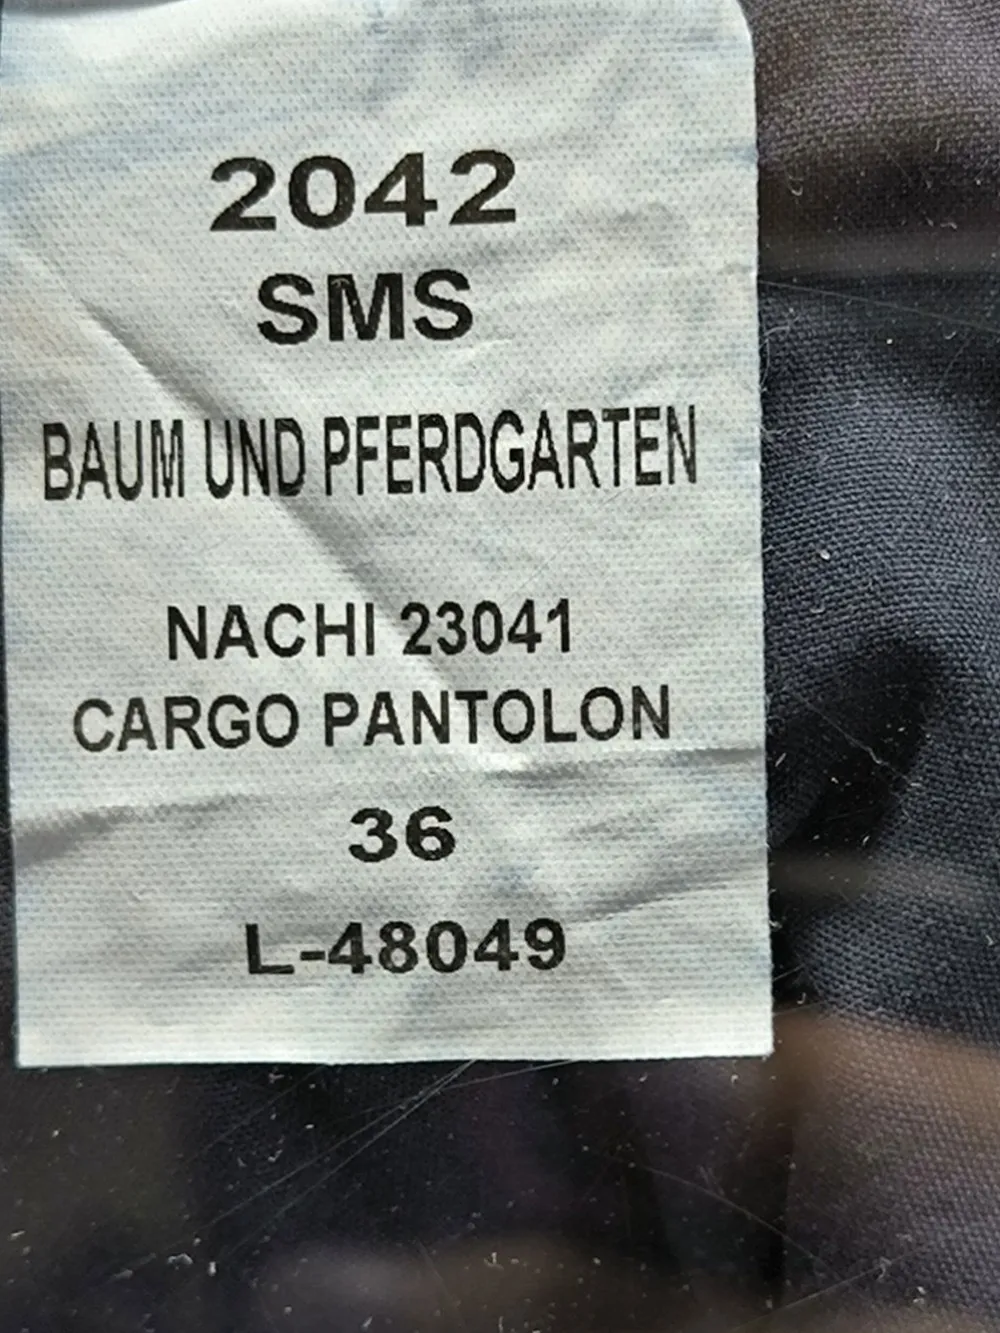 2042
SMS
BAUM UND PFERDGARTEN
NACHI 23041
CARGO PANTOLON
36
L-48049